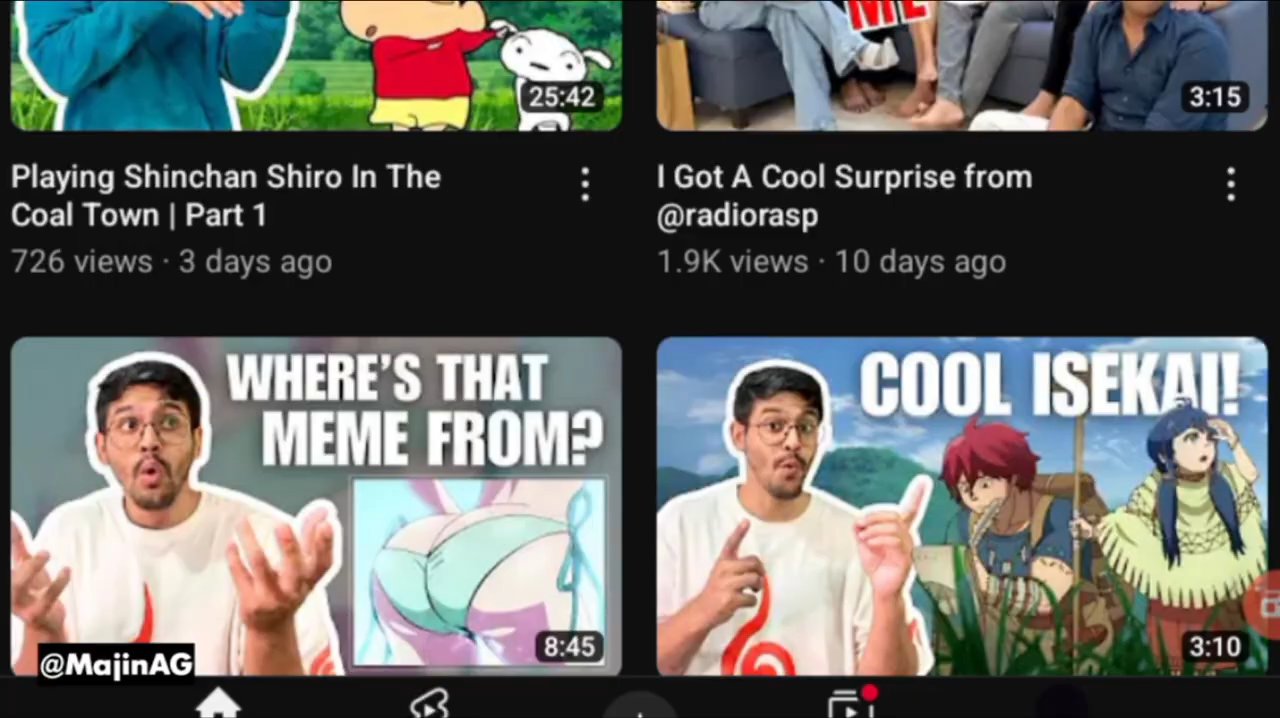 ME
25:42
3:15
Playing Shinchan Shiro In The
Coal Town | Part 1
726 views · 3 days ago
I Got A Cool Surprise from
@radiorasp
1.9K views · 10 days ago
WHERE'S THAT
MEME FROM?
8:45
COOL ISEKAI!
3:10
@MajinAG